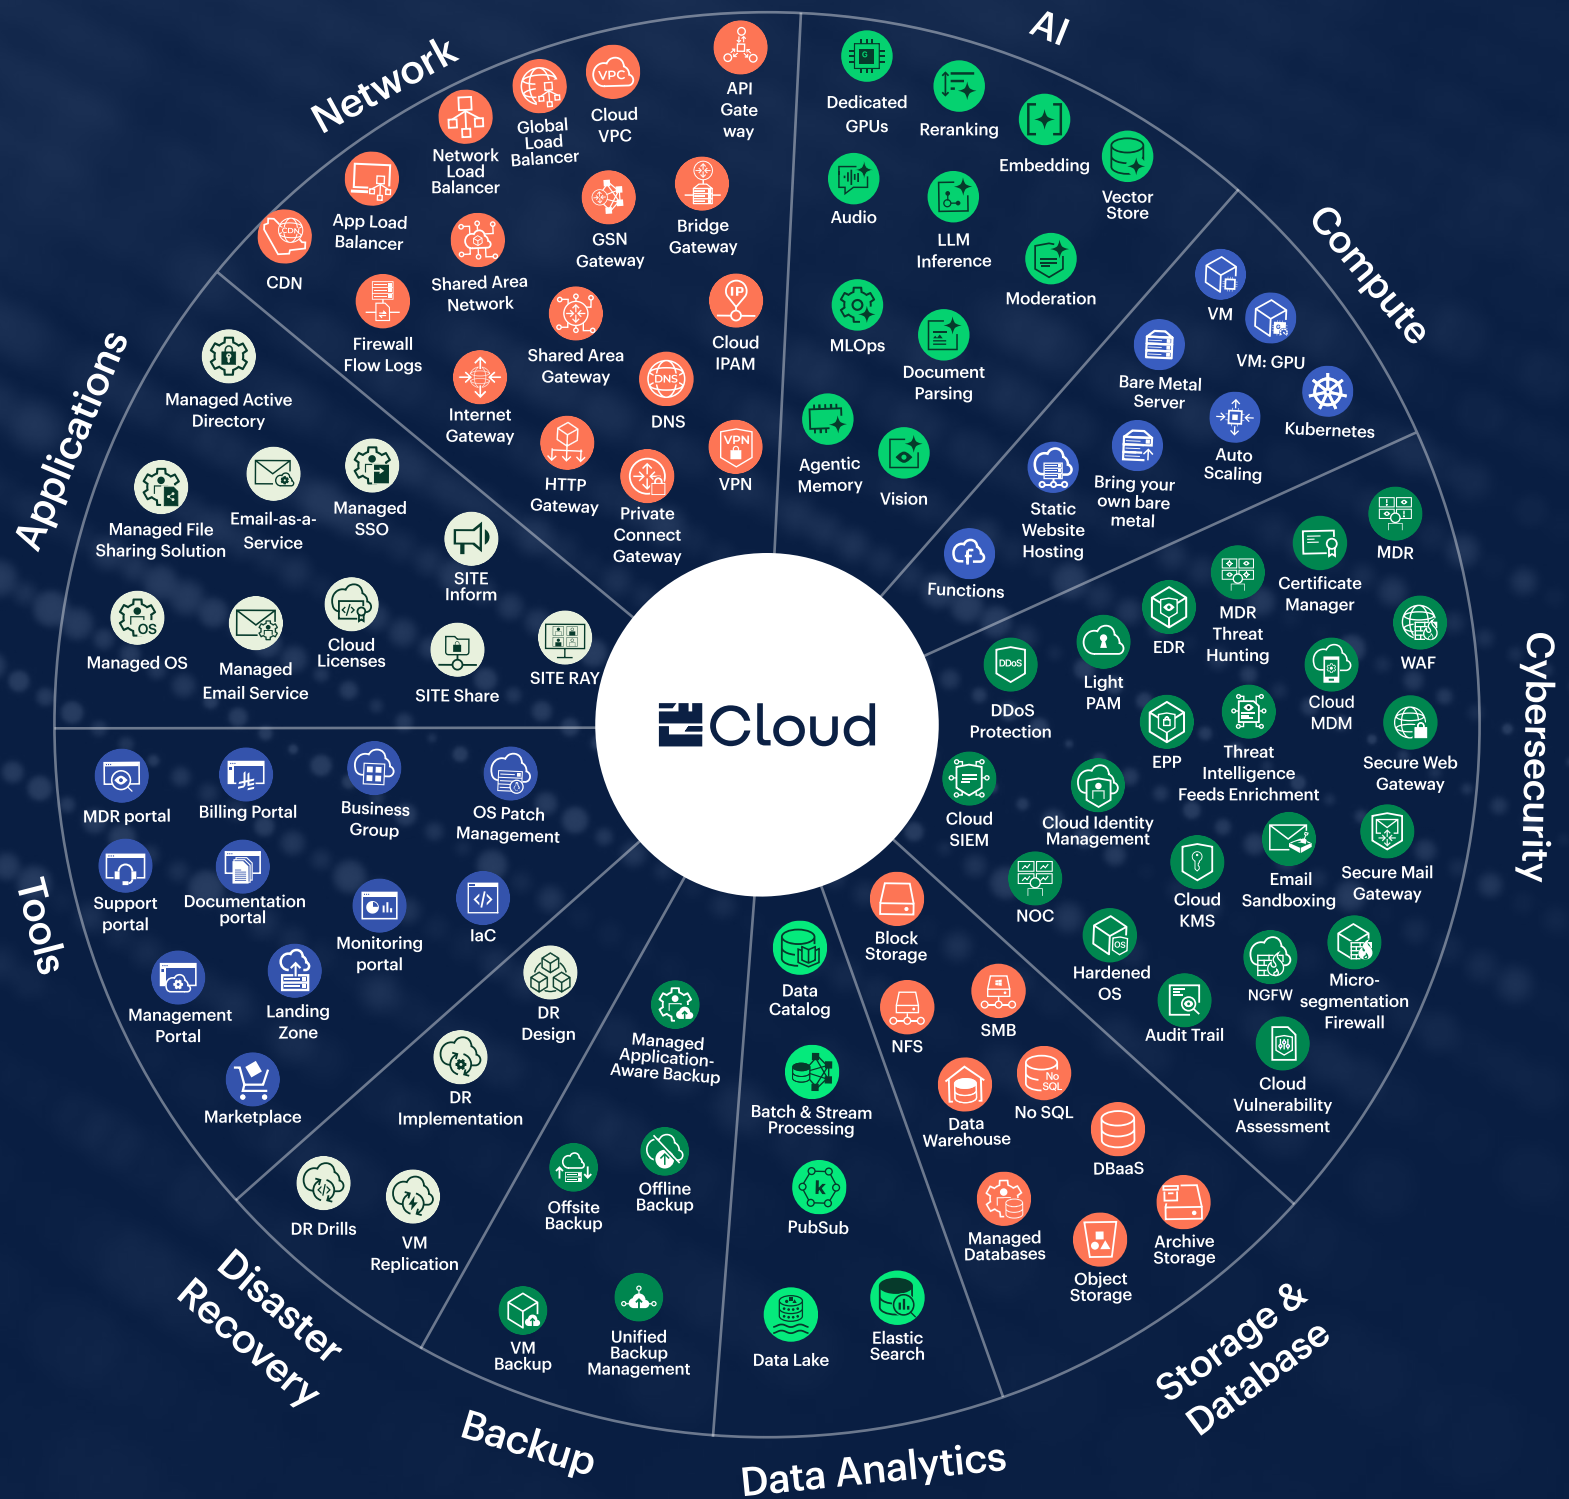 Network
API
Gate
way
Cloud
VPC
VPC
Global
Load
Balancer
Network
Load
Balancer
App Load
Balancer
CDN
CDN
Bridge
Gateway
GSN
Gateway
Shared Area
Network
Firewall
Flow Logs
Shared Area
Gateway
IP
Cloud
IPAM
Internet
Gateway
DNS
DNS
HTTP
Gateway
Private
Connect
Gateway
VPN
VPN
AI
G
Dedicated
GPUs
Reranking
Embedding
Vector
Store
Audio
LLM
Inference
Moderation
MLOps
Document
Parsing
Agentic
Memory
Vision
Compute
VM
VM: GPU
Bare Metal
Server
Kubernetes
Auto
Scaling
Bring your
own bare
metal
Static
Website
Hosting
Functions
Cybersecurity
MDR
Certificate
Manager
MDR
Threat
Hunting
EDR
WAF
Light
PAM
DDoS
DDoS
Protection
Cloud
MDM
Threat
Intelligence
Feeds Enrichment
EPP
Secure Web
Gateway
Cloud
SIEM
Cloud Identity
Management
Email
Sandboxing
Secure Mail
Gateway
Cloud
KMS
NOC
OS
Hardened
OS
NGFW
Micro-
segmentation
Firewall
Audit Trail
Cloud
Vulnerability
Assessment
Storage &
Database
Block
Storage
NFS
SMB
Data
Warehouse
No
SQL
No SQL
DBaaS
Managed
Databases
Object
Storage
Archive
Storage
Data Analytics
Data
Catalog
Batch & Stream
Processing
k
PubSub
Data Lake
Elastic
Search
Backup
Managed
Application-
Aware Backup
Offsite
Backup
Offline
Backup
VM
Backup
Unified
Backup
Management
Disaster
Recovery
DR
Design
DR
Implementation
DR Drills
VM
Replication
Tools
MDR portal
Billing Portal
Business
Group
OS Patch
Management
Support
portal
Documentation
portal
Monitoring
portal
IaC
Management
Portal
Landing
Zone
Marketplace
Applications
Managed Active
Directory
Managed File
Sharing Solution
Email-as-a-
Service
Managed
SSO
SITE
Inform
OS
Managed OS
Managed
Email Service
Cloud
Licenses
SITE Share
SITE RAY
Cloud